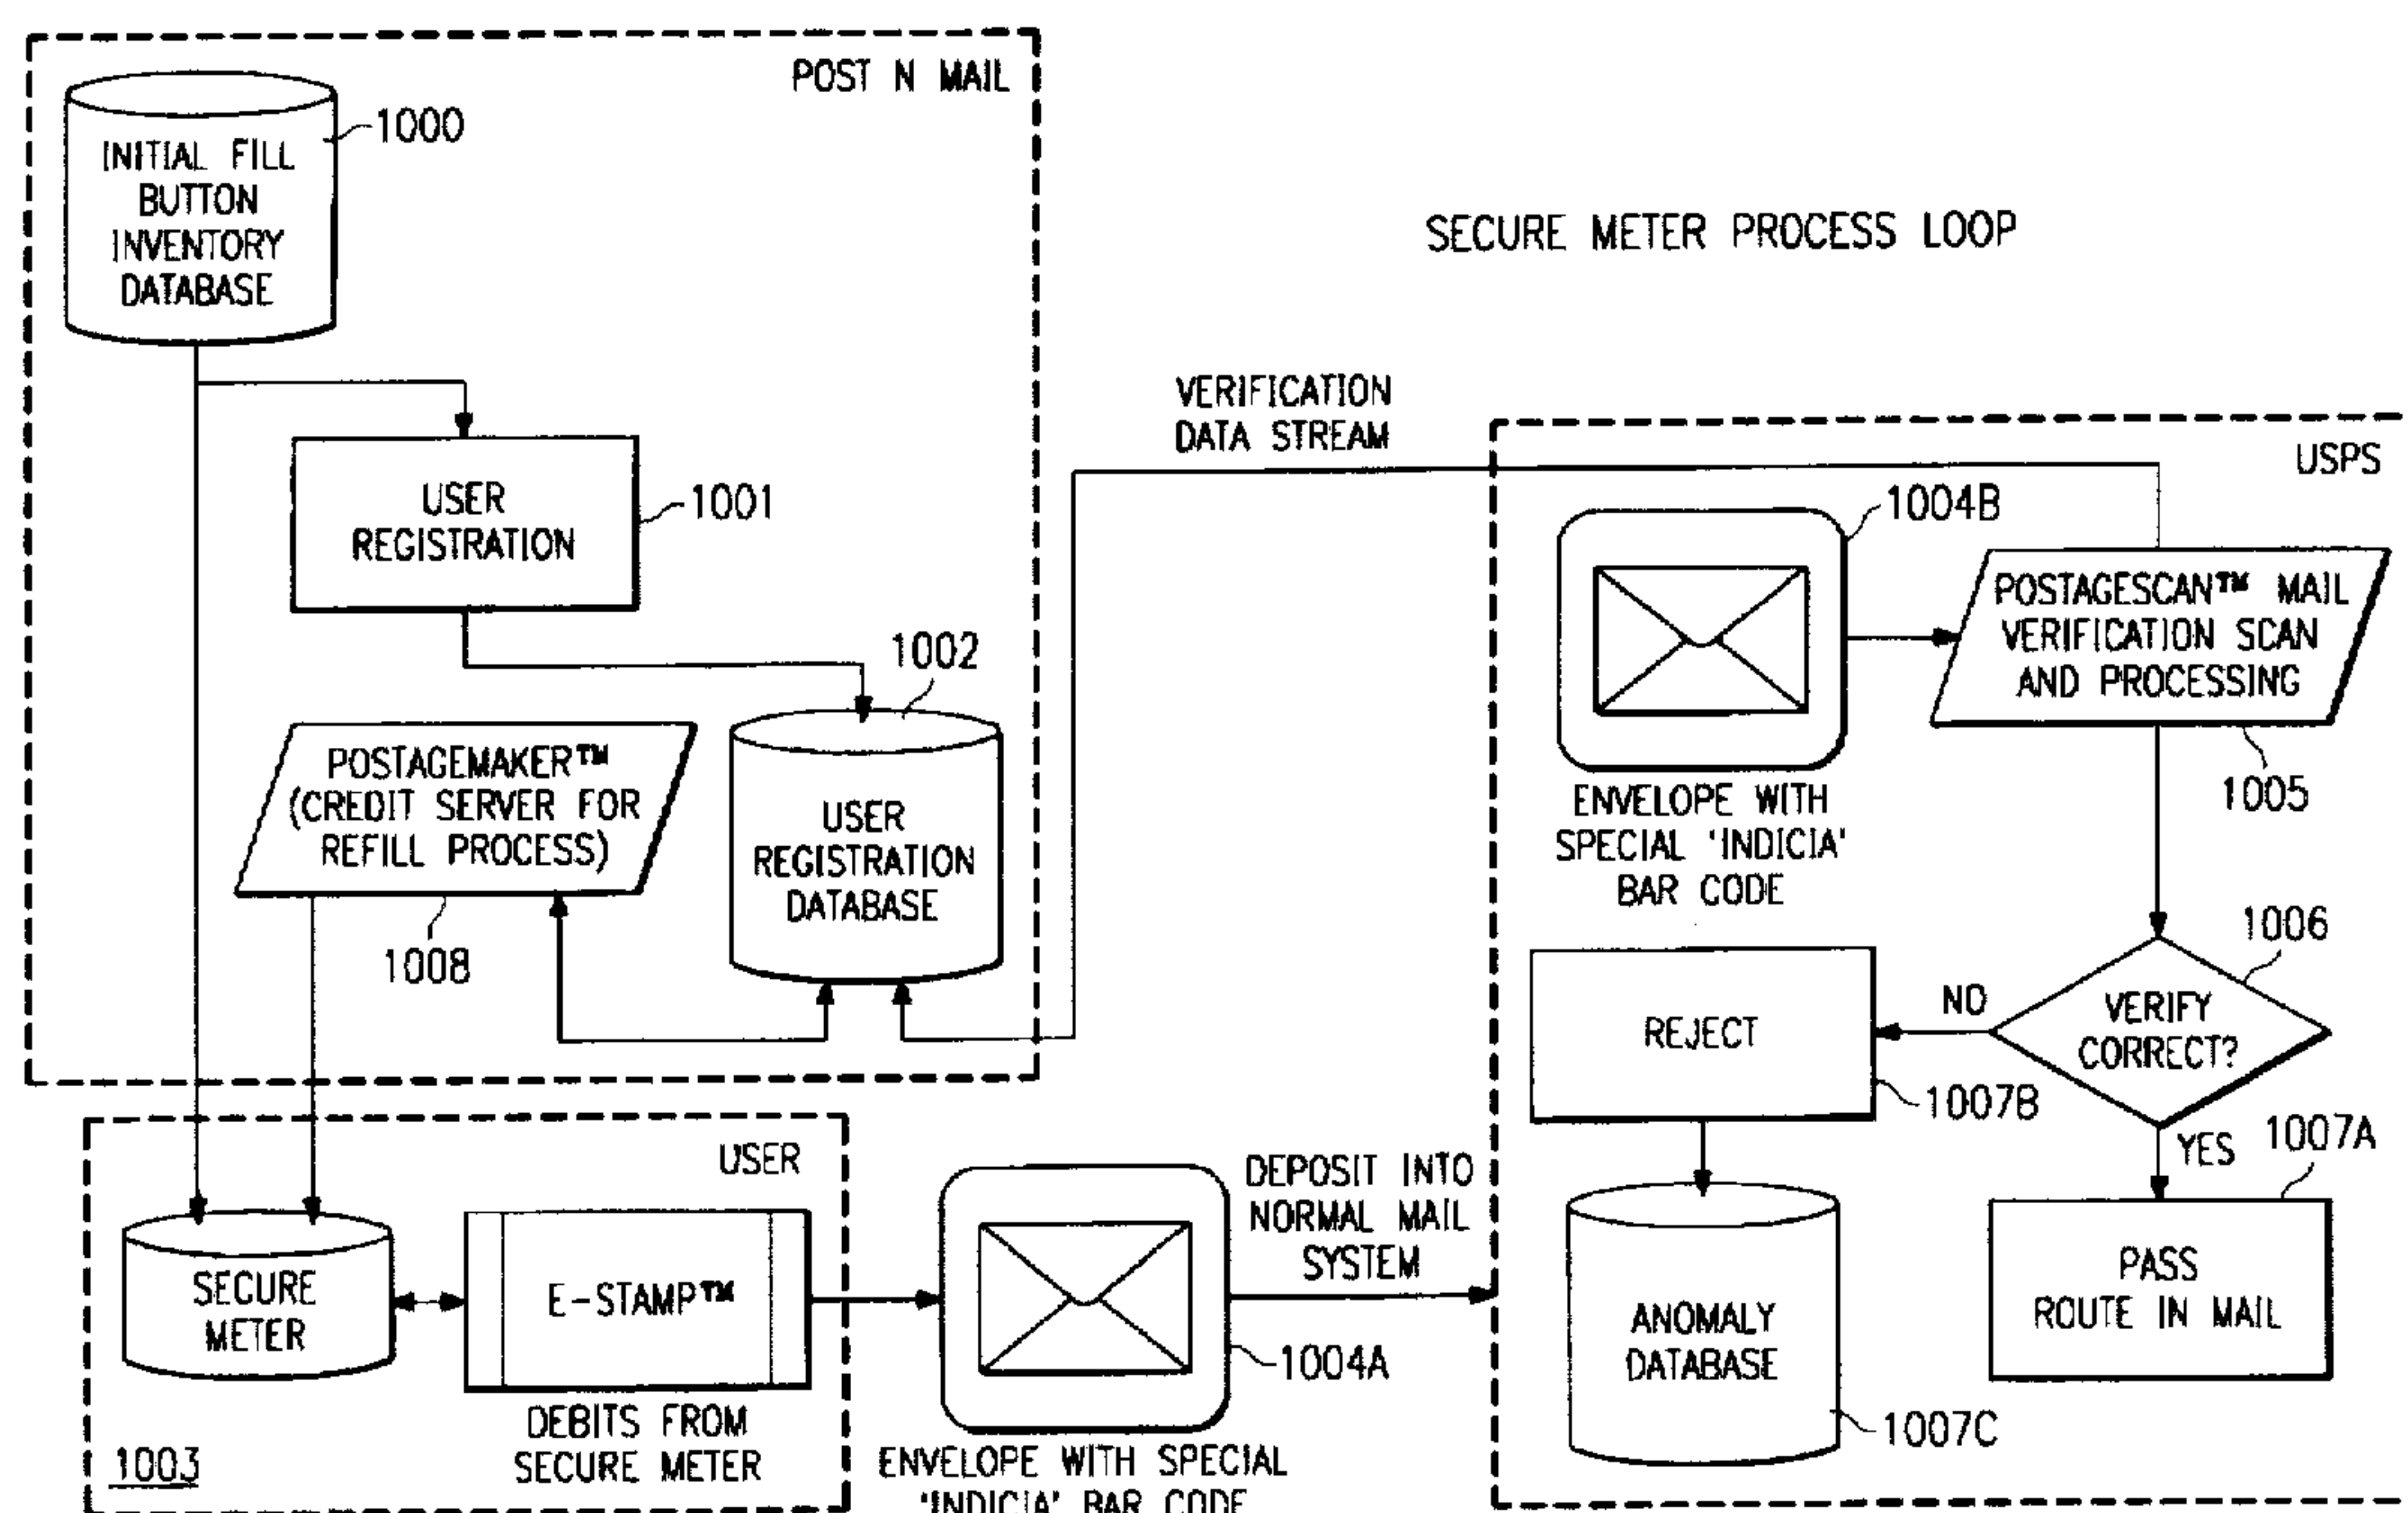 POST N MAIL
1000
INITIAL FILL
BUTTON
INVENTORY
DATABASE
SECURE METER PROCESS LOOP
USER
REGISTRATION
1001
1002
POSTAGEMAKER™
(CREDIT SERVER FOR
REFILL PROCESS)
1008
USER
REGISTRATION
DATABASE
VERIFICATION
DATA STREAM
USPS
1004B
ENVELOPE WITH
SPECIAL 'INDICIA'
BAR CODE
POSTAGESCAN™ MAIL
VERIFICATION SCAN
AND PROCESSING
1005
1006
VERIFY
CORRECT?
NO
YES
REJECT
1007B
1007A
PASS
ROUTE IN MAIL
ANOMALY
DATABASE
1007C
USER
SECURE
METER
E-STAMP™
DEBITS FROM
SECURE METER
1003
1004A
ENVELOPE WITH SPECIAL
'INDICIA' BAR CODE
DEPOSIT INTO
NORMAL MAIL
SYSTEM